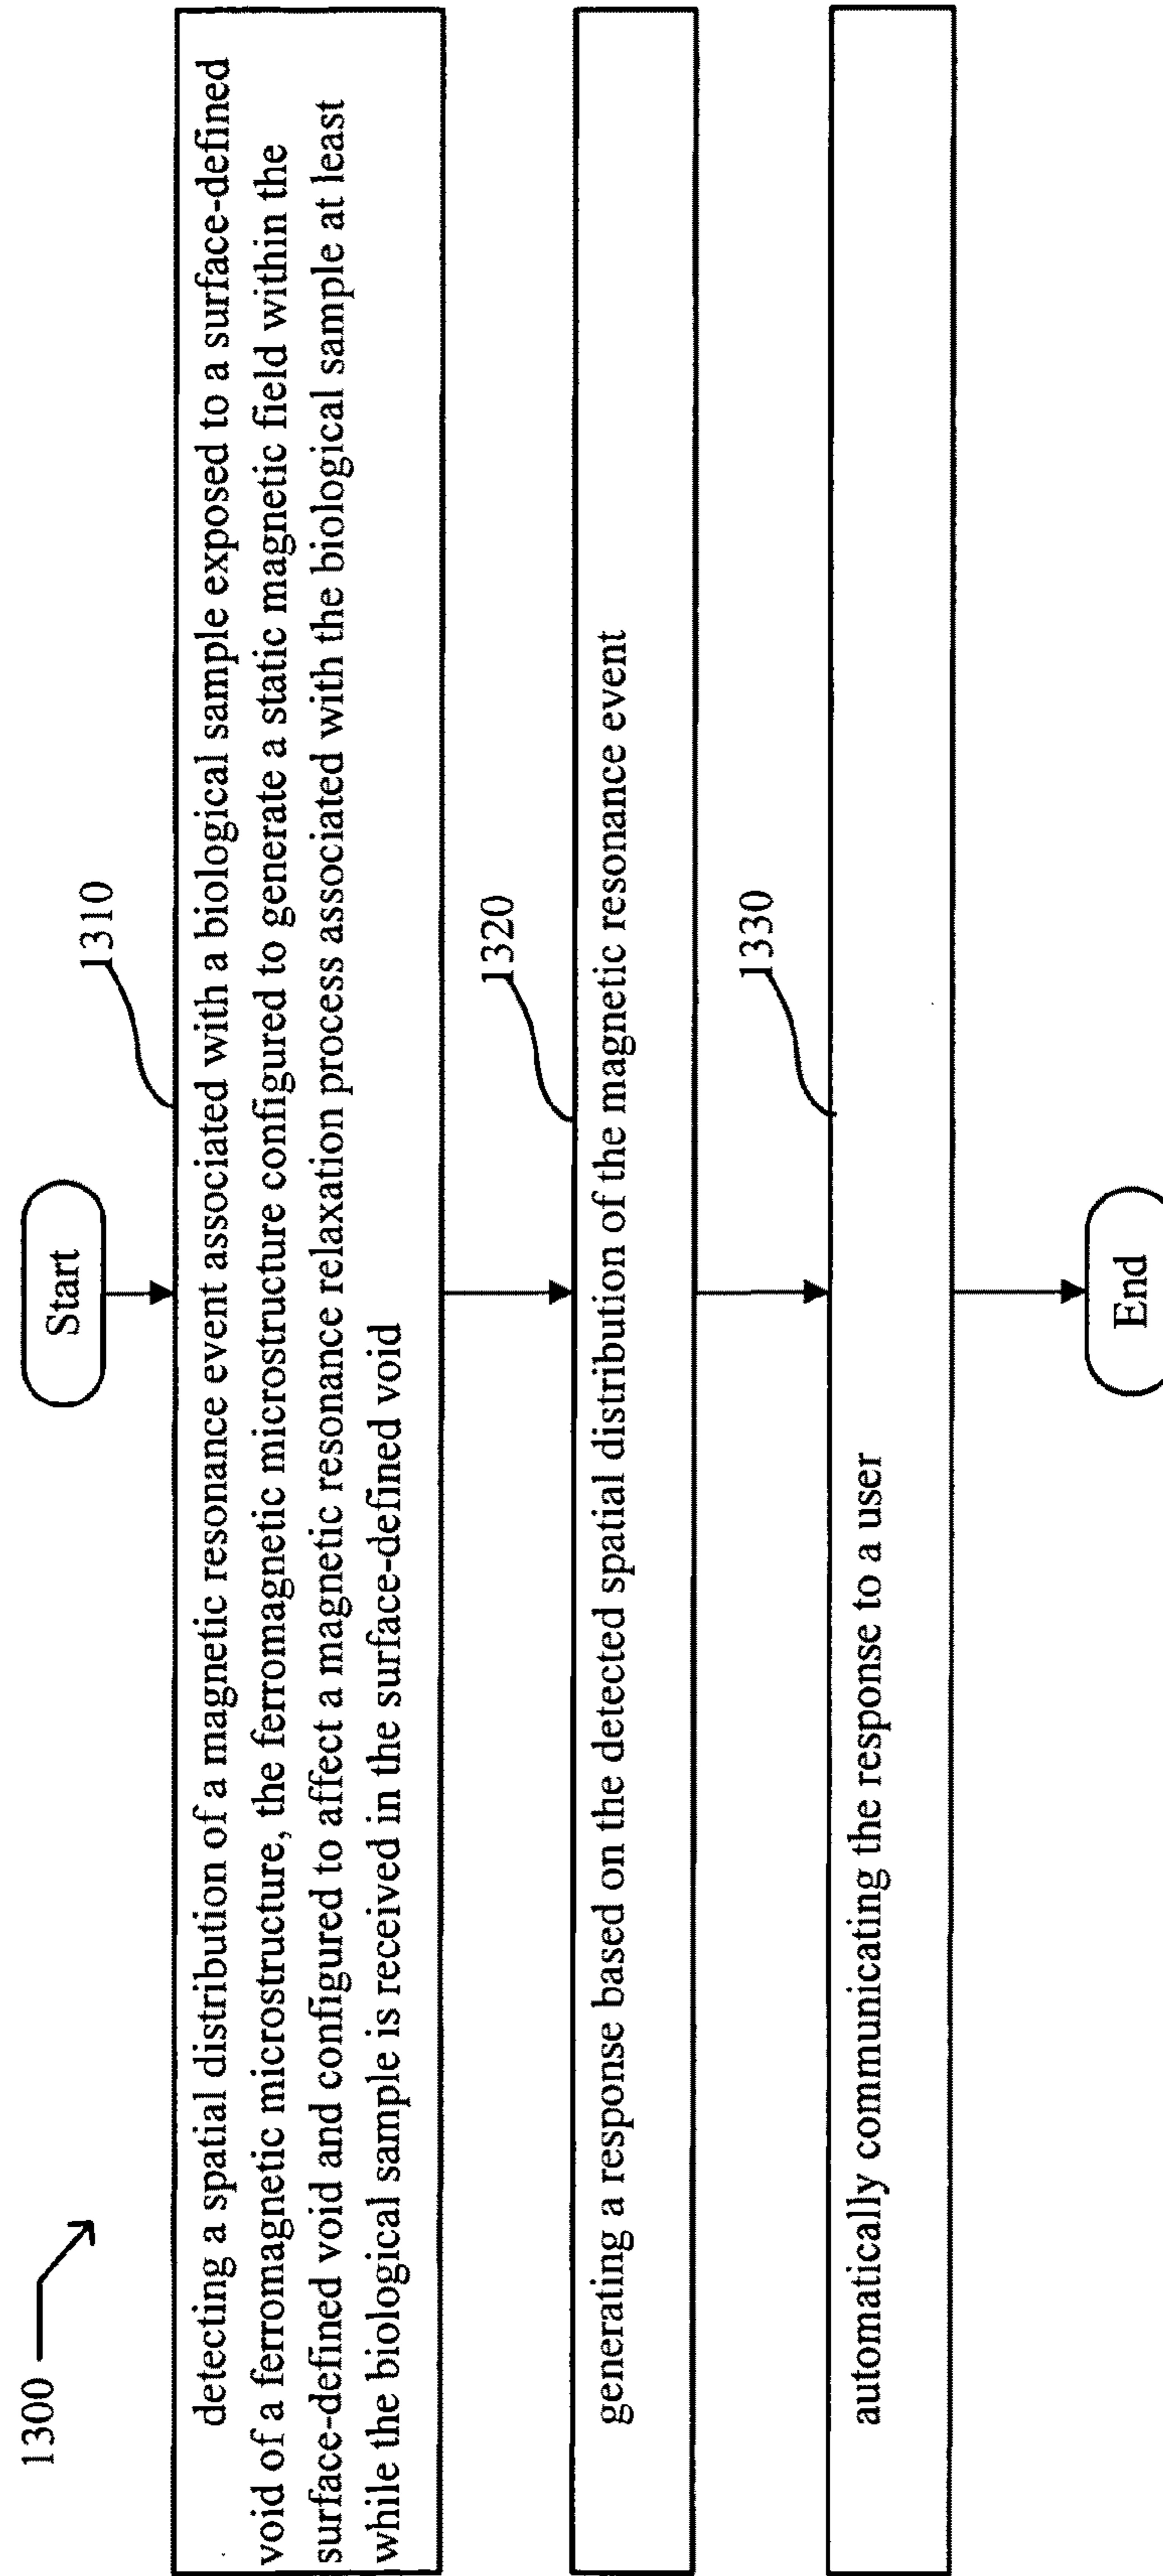 1300
Start
1310
detecting a spatial distribution of a magnetic resonance event associated with a biological sample exposed to a surface-defined
void of a ferromagnetic microstructure, the ferromagnetic microstructure configured to generate a static magnetic field within the
surface-defined void and configured to affect a magnetic resonance relaxation process associated with the biological sample at least
while the biological sample is received in the surface-defined void
1320
generating a response based on the detected spatial distribution of the magnetic resonance event
1330
automatically communicating the response to a user
End